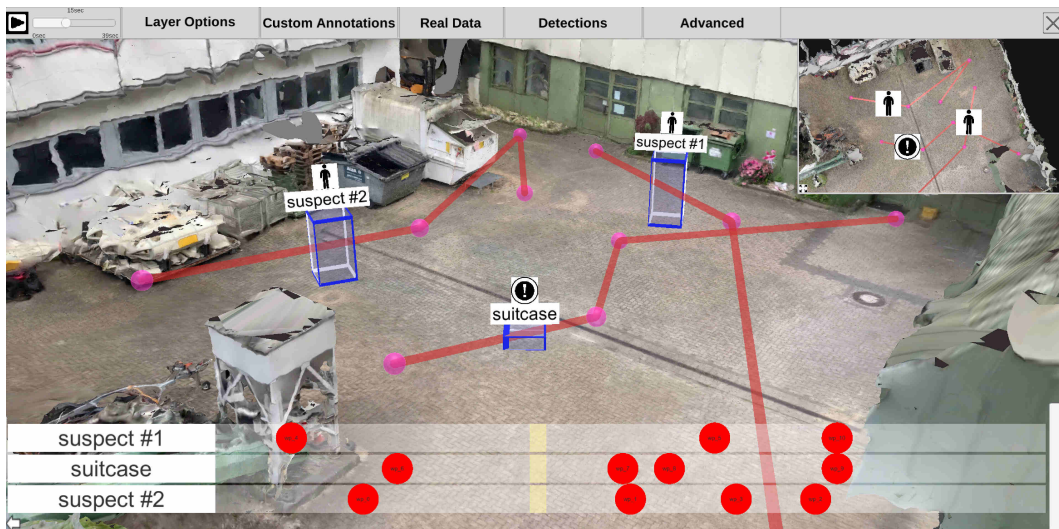 15sec
0sec 39sec
Layer Options
Custom Annotations
Real Data
Detections
Advanced
suspect #1
suspect #2
suitcase
suspect #1
suitcase
suspect #2